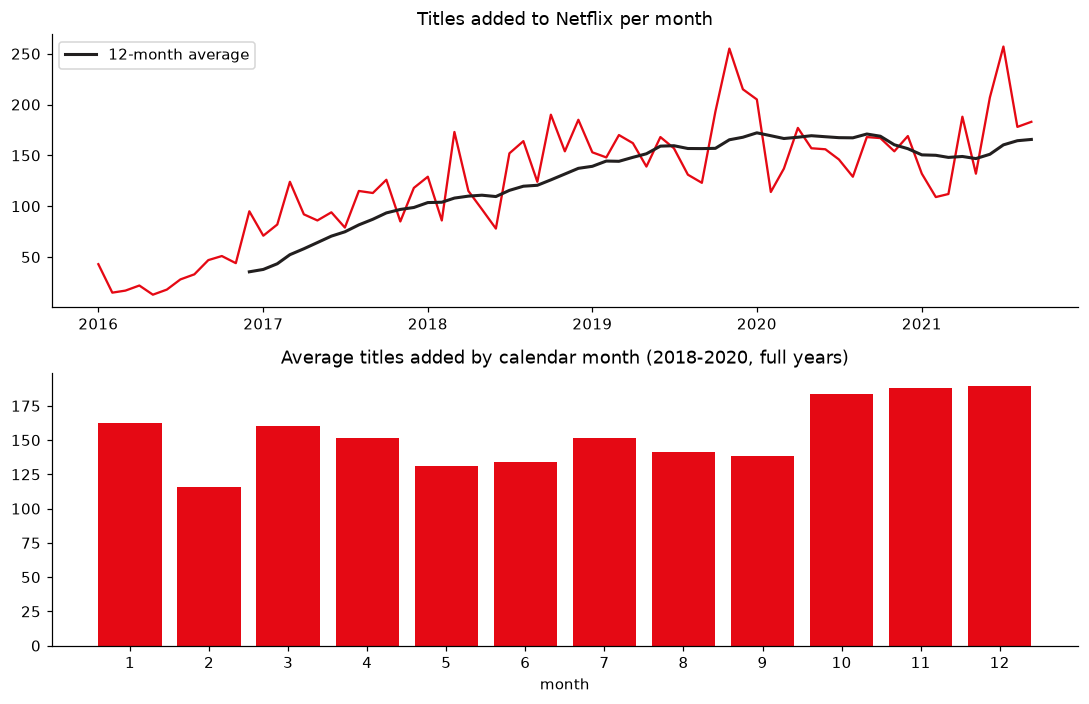 Titles added to Netflix per month
12-month average
250
200
150
100
50
2016 2017 2018 2019 2020 2021
Average titles added by calendar month (2018-2020, full years)
175
150
125
100
75
50
25
0
1 2 3 4 5 6 7 8 9 10 11 12
month